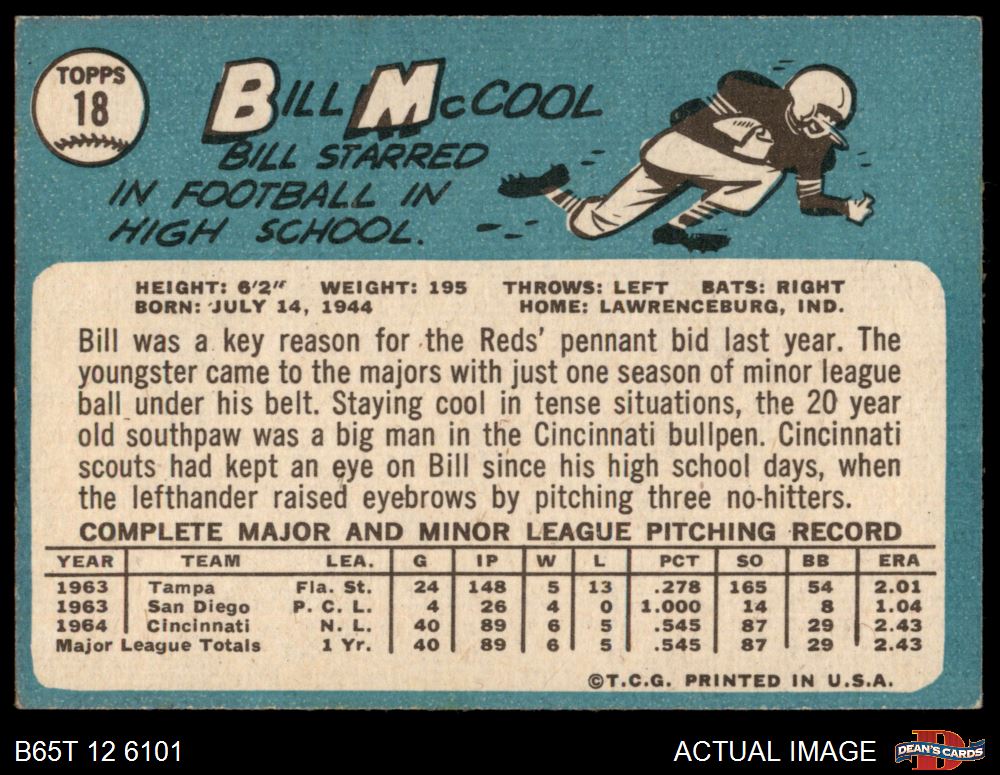 TOPPS
18
BILL McCOOL
BILL STARRED
IN FOOTBALL IN
HIGH SCHOOL.
HEIGHT: 6'2" WEIGHT: 195 THROWS: LEFT BATS: RIGHT
BORN: JULY 14, 1944 HOME: LAWRENCEBURG, IND.
Bill was a key reason for the Reds' pennant bid last year. The
youngster came to the majors with just one season of minor league
ball under his belt. Staying cool in tense situations, the 20 year
old southpaw was a big man in the Cincinnati bullpen. Cincinnati
scouts had kept an eye on Bill since his high school days, when
the lefthander raised eyebrows by pitching three no-hitters.
COMPLETE MAJOR AND MINOR LEAGUE PITCHING RECORD
YEAR TEAM LEA. G IP W L PCT SO BB ERA
1963 Tampa Fla. St. 24 148 5 13 .278 165 54 2.01
1963 San Diego P. C. L. 4 26 4 0 1.000 14 8 1.04
1964 Cincinnati N. L. 40 89 6 5 .545 87 29 2.43
Major League Totals 1 Yr. 40 89 6 5 .545 87 29 2.43
©T.C.G. PRINTED IN U.S.A.
B65T 12 6101 ACTUAL IMAGE D DEAN'S CARDS